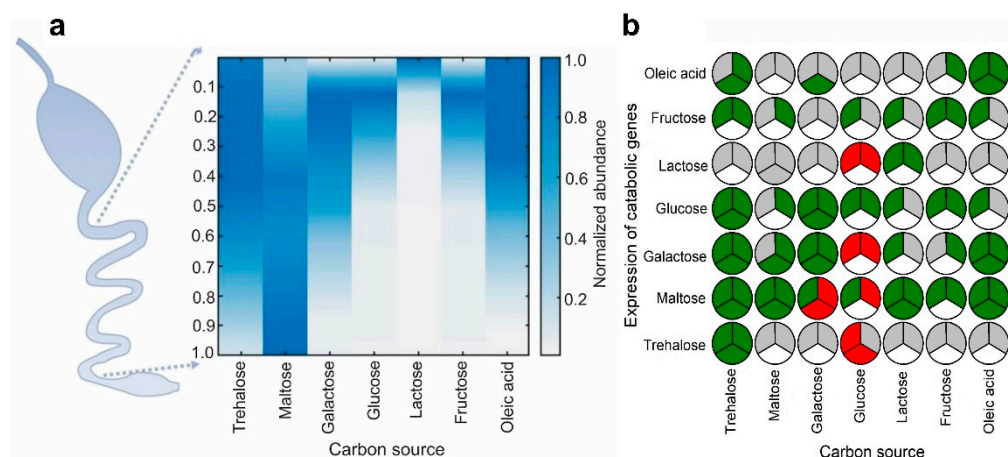 a
b
0.1
0.2
0.3
0.4
0.5
0.6
0.7
0.8
0.9
1.0
1.0
0.8
0.6
0.4
0.2
Normalized abundance
Trehalose
Maltose
Galactose
Glucose
Lactose
Fructose
Oleic acid
Carbon source
Expression of catabolic genes
Oleic acid
Fructose
Lactose
Glucose
Galactose
Maltose
Trehalose
Trehalose
Maltose
Galactose
Glucose
Lactose
Fructose
Oleic acid
Carbon source